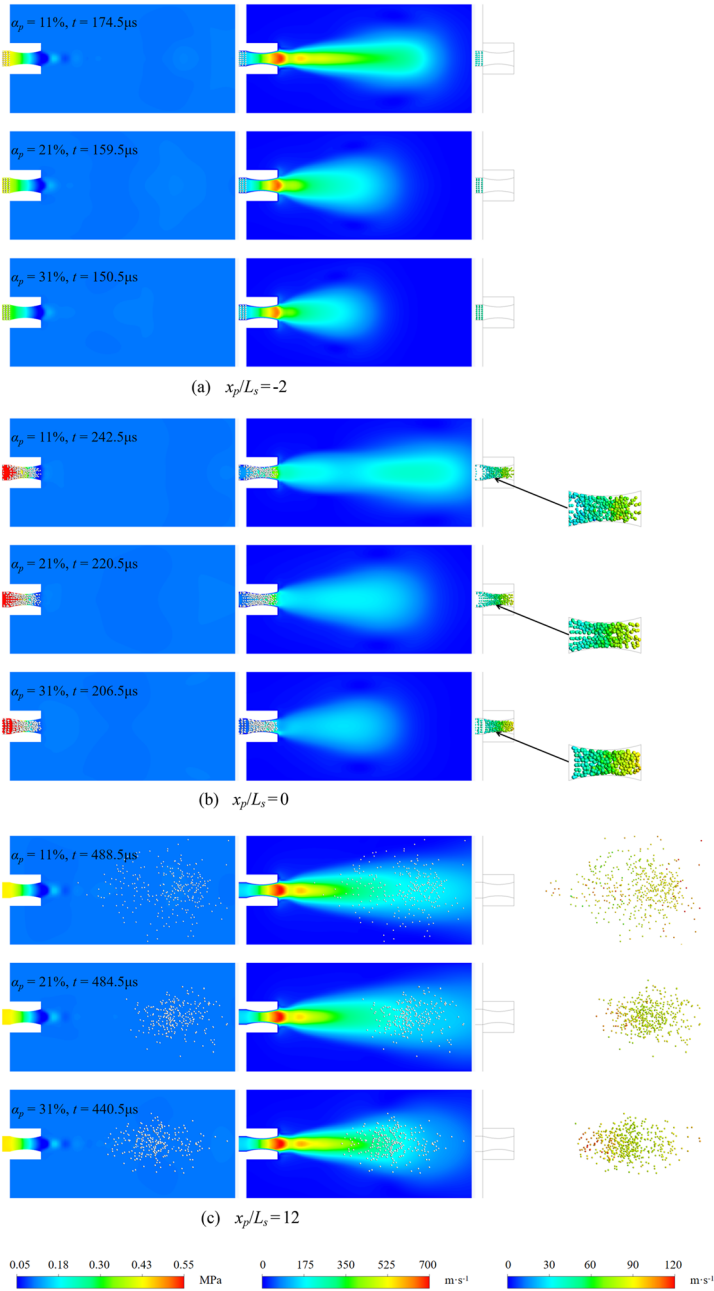 αp = 11%, t = 174.5μs
αp = 21%, t = 159.5μs
αp = 31%, t = 150.5μs
(a) xp/Ls=-2
αp = 11%, t = 242.5μs
αp = 21%, t = 220.5μs
αp = 31%, t = 206.5μs
(b) xp/Ls=0
αp = 11%, t = 488.5μs
αp = 21%, t = 484.5μs
αp = 31%, t = 440.5μs
(c) xp/Ls=12
0.05 0.18 0.30 0.43 0.55 MPa
0 175 350 525 700 m·s-1
0 30 60 90 120 m·s-1